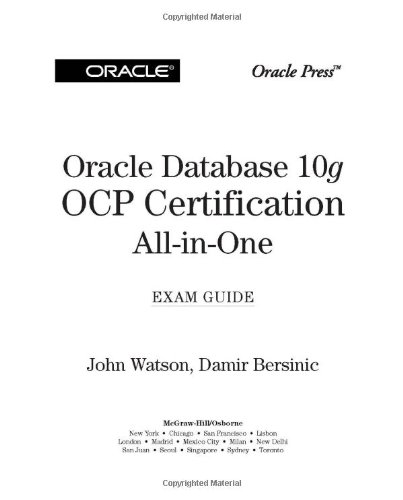 Copyrighted Material
ORACLE® Oracle Press™
Oracle Database 10g
OCP Certification
All-in-One
EXAM GUIDE
John Watson, Damir Bersinic
McGraw-Hill/Osborne
New York • Chicago • San Francisco • Lisbon
London • Madrid • Mexico City • Milan • New Delhi
San Juan • Seoul • Singapore • Sydney • Toronto
Copyrighted Material